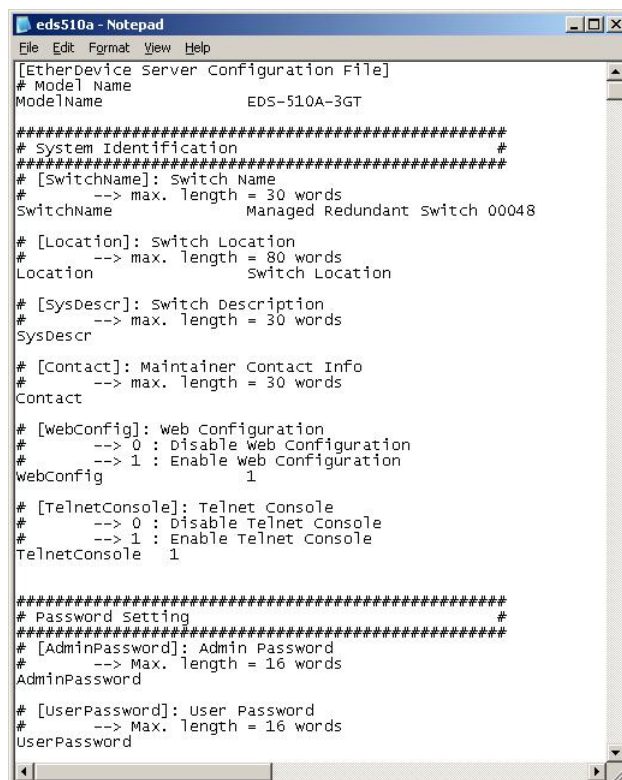 eds510a - Notepad
File Edit Format View Help
[EtherDevice Server Configuration File]
# Model Name
ModelName EDS-510A-3GT
####################################################
# System Identification #
####################################################
# [SwitchName]: Switch Name
# --> max. length = 30 words
SwitchName Managed Redundant Switch 00048
# [Location]: Switch Location
# --> max. length = 80 words
Location Switch Location
# [SysDescr]: Switch Description
# --> max. length = 30 words
SysDescr
# [Contact]: Maintainer Contact Info
# --> max. length = 30 words
Contact
# [WebConfig]: Web Configuration
# --> 0 : Disable Web Configuration
# --> 1 : Enable Web Configuration
WebConfig 1
# [TelnetConsole]: Telnet Console
# --> 0 : Disable Telnet Console
# --> 1 : Enable Telnet Console
TelnetConsole 1
####################################################
# Password Setting #
####################################################
# [AdminPassword]: Admin Password
# --> Max. length = 16 words
AdminPassword
# [UserPassword]: User Password
# --> Max. length = 16 words
UserPassword